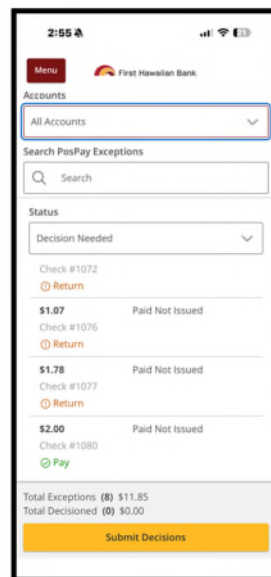 2:55
Menu
First Hawaiian Bank.
Accounts
All Accounts
Search PosPay Exceptions
Search
Status
Decision Needed
Check #1072
Return
$1.07 Paid Not Issued
Check #1076
Return
$1.78 Paid Not Issued
Check #1077
Return
$2.00 Paid Not Issued
Check #1080
Pay
Total Exceptions (8) $11.85
Total Decisioned (0) $0.00
Submit Decisions